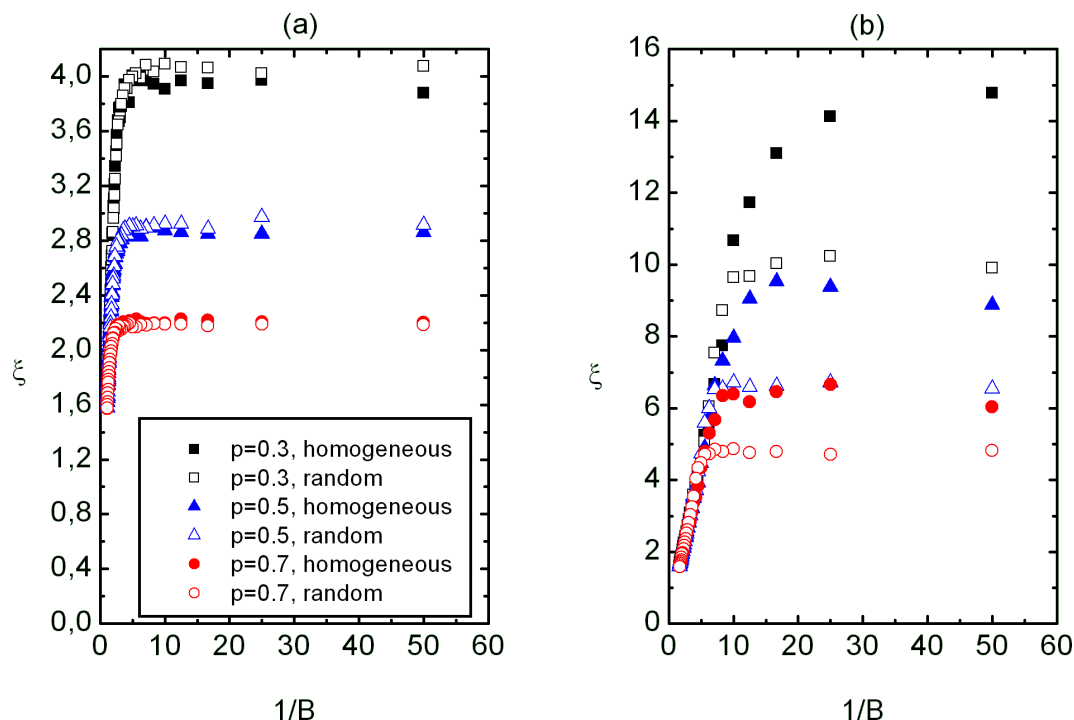 (a)
4,0
3,6
3,2
2,8
2,4
2,0
1,6
1,2
0,8
0,4
0,0
ξ
p=0.3, homogeneous
p=0.3, random
p=0.5, homogeneous
p=0.5, random
p=0.7, homogeneous
p=0.7, random
0 10 20 30 40 50 60
1/B
(b)
16
14
12
10
8
6
4
2
0
ξ
0 10 20 30 40 50 60
1/B